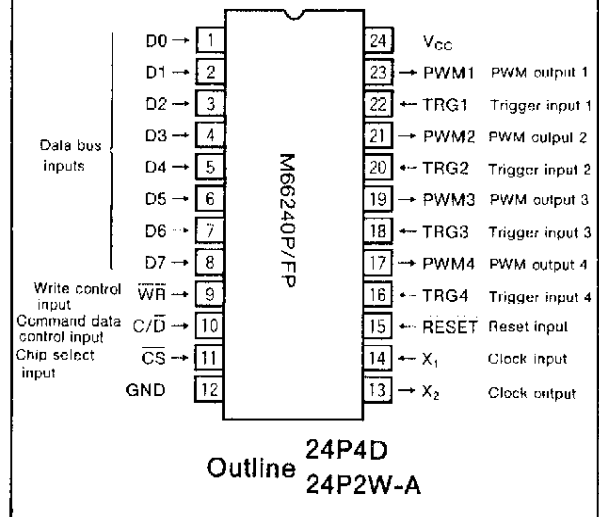 D0 → 1
D1 → 2
D2 → 3
D3 → 4
D4 → 5
D5 → 6
D6 → 7
D7 → 8
Data bus
inputs
Write control
input
W̅R̅ → 9
Command data
control input
C/D̅ → 10
Chip select
input
C̅S̅ → 11
GND 12
M66240P/FP
24 VCC
23 → PWM1 PWM output 1
22 ← TRG1 Trigger input 1
21 → PWM2 PWM output 2
20 ← TRG2 Trigger input 2
19 → PWM3 PWM output 3
18 ← TRG3 Trigger input 3
17 → PWM4 PWM output 4
16 ← TRG4 Trigger input 4
15 ← R̅E̅S̅E̅T̅ Reset input
14 ← X₁ Clock input
13 → X₂ Clock output
Outline 24P4D
24P2W-A